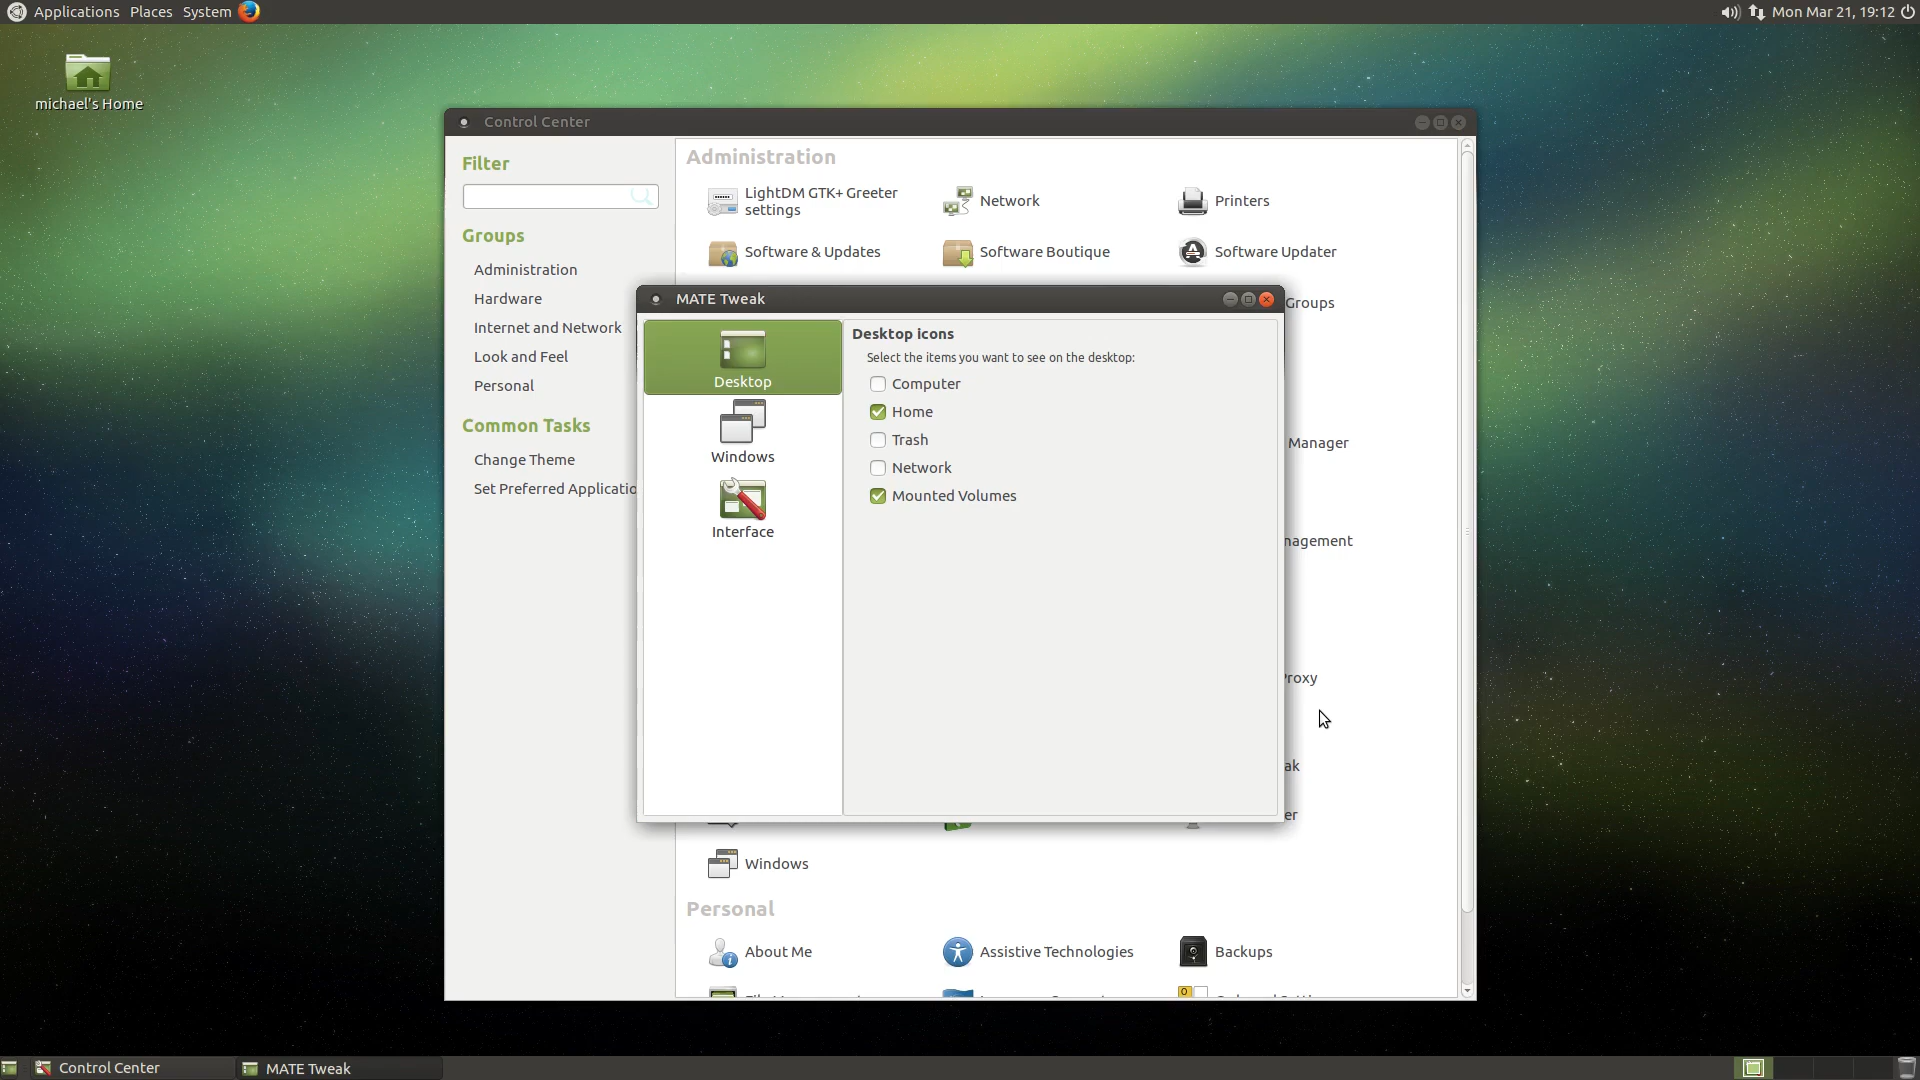 Applications Places System
Mon Mar 21, 19:12
michael's Home
Control Center
Filter
Groups
Administration
Hardware
Internet and Network
Look and Feel
Personal
Common Tasks
Change Theme
Set Preferred Applicatio
Administration
LightDM GTK+ Greeter
settings
Network
Printers
Software & Updates
Software Boutique
Software Updater
Groups
Manager
nagement
roxy
ak
er
Windows
Personal
About Me
Assistive Technologies
Backups
MATE Tweak
Desktop
Windows
Interface
Desktop icons
Select the items you want to see on the desktop:
Computer
Home
Trash
Network
Mounted Volumes
Control Center
MATE Tweak